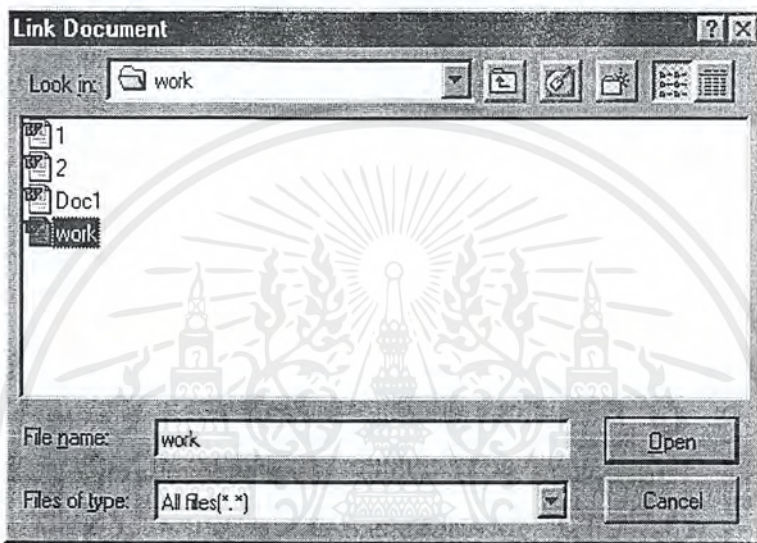 Link Document
Look in: work
1
2
Doc1
work
File name: work
Open
Files of type: All files(*.*)
Cancel